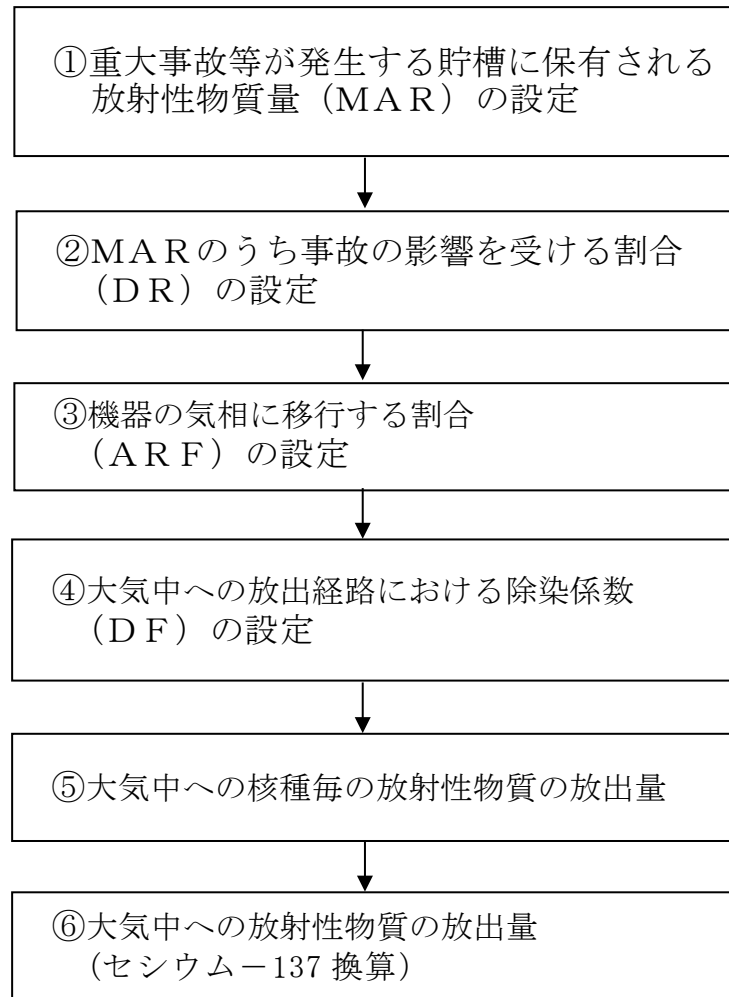 ①重大事故等が発生する貯槽に保有される
放射性物質量（ＭＡＲ）の設定
②ＭＡＲのうち事故の影響を受ける割合
（ＤＲ）の設定
③機器の気相に移行する割合
（ＡＲＦ）の設定
④大気中への放出経路における除染係数
（ＤＦ）の設定
⑤大気中への核種毎の放射性物質の放出量
⑥大気中への放射性物質の放出量
（セシウム－137 換算）